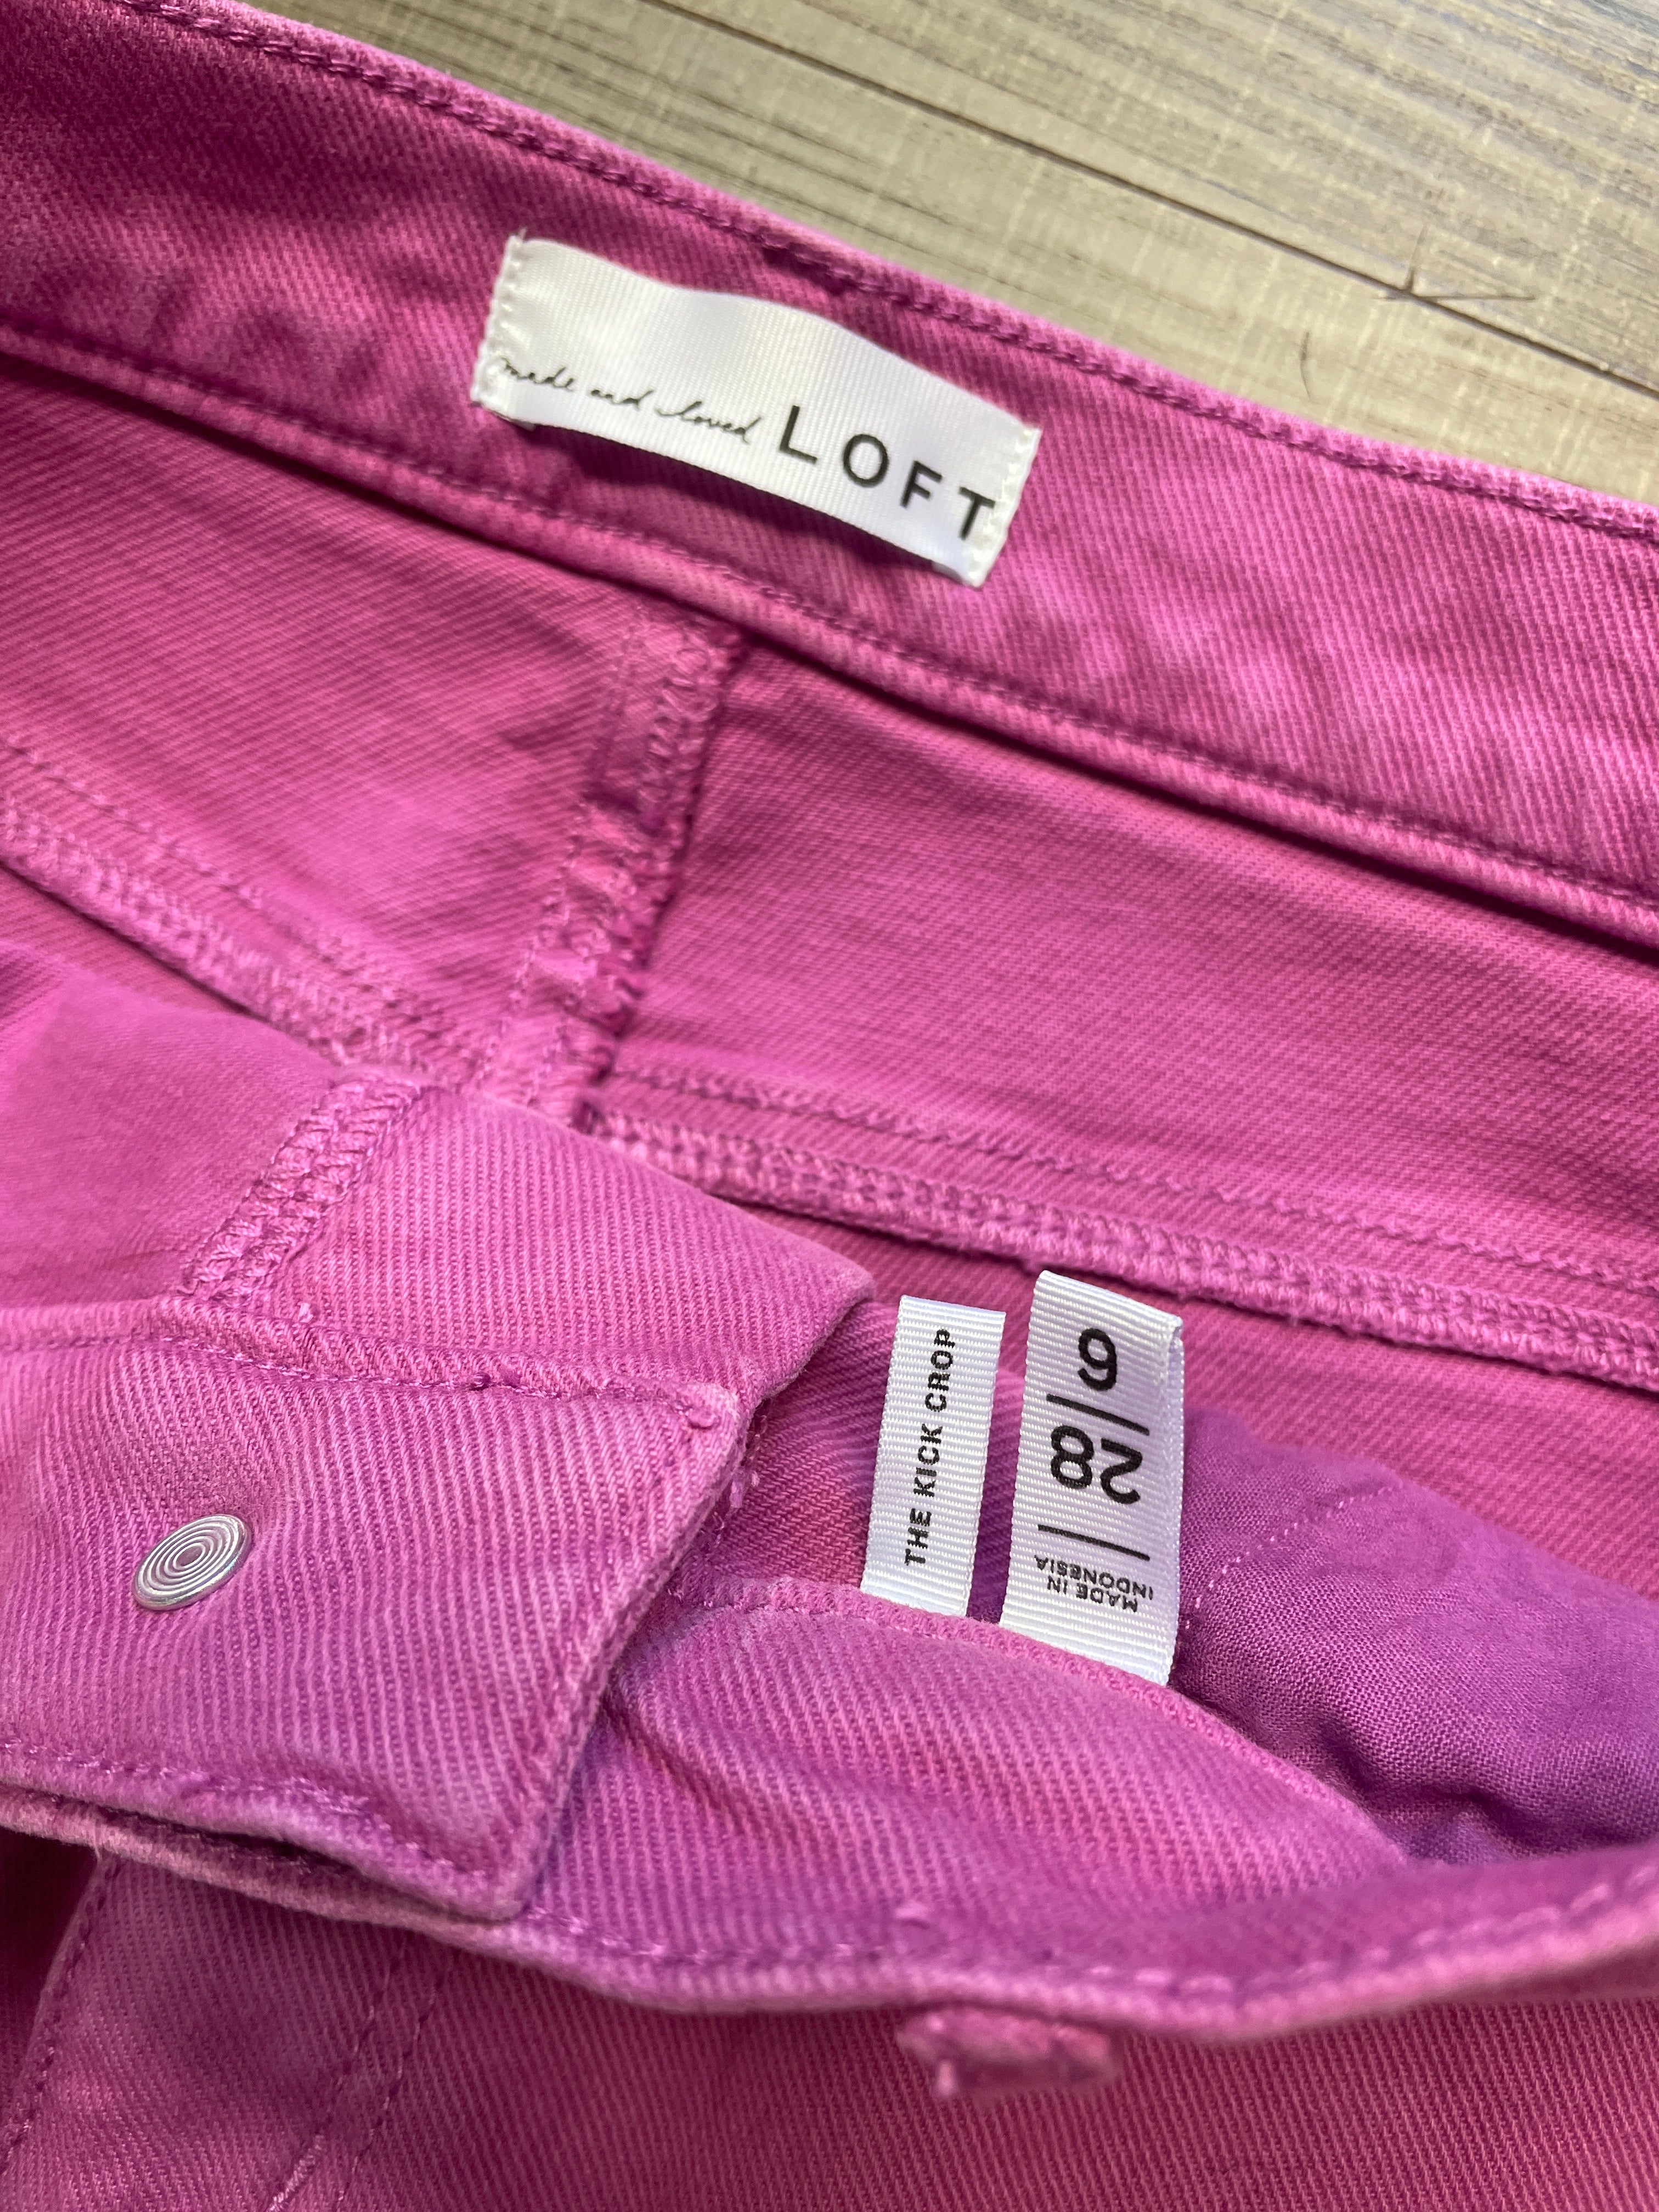 made and loved LOFT
THE KICK CROP
MADE IN
INDONESIA
28
6